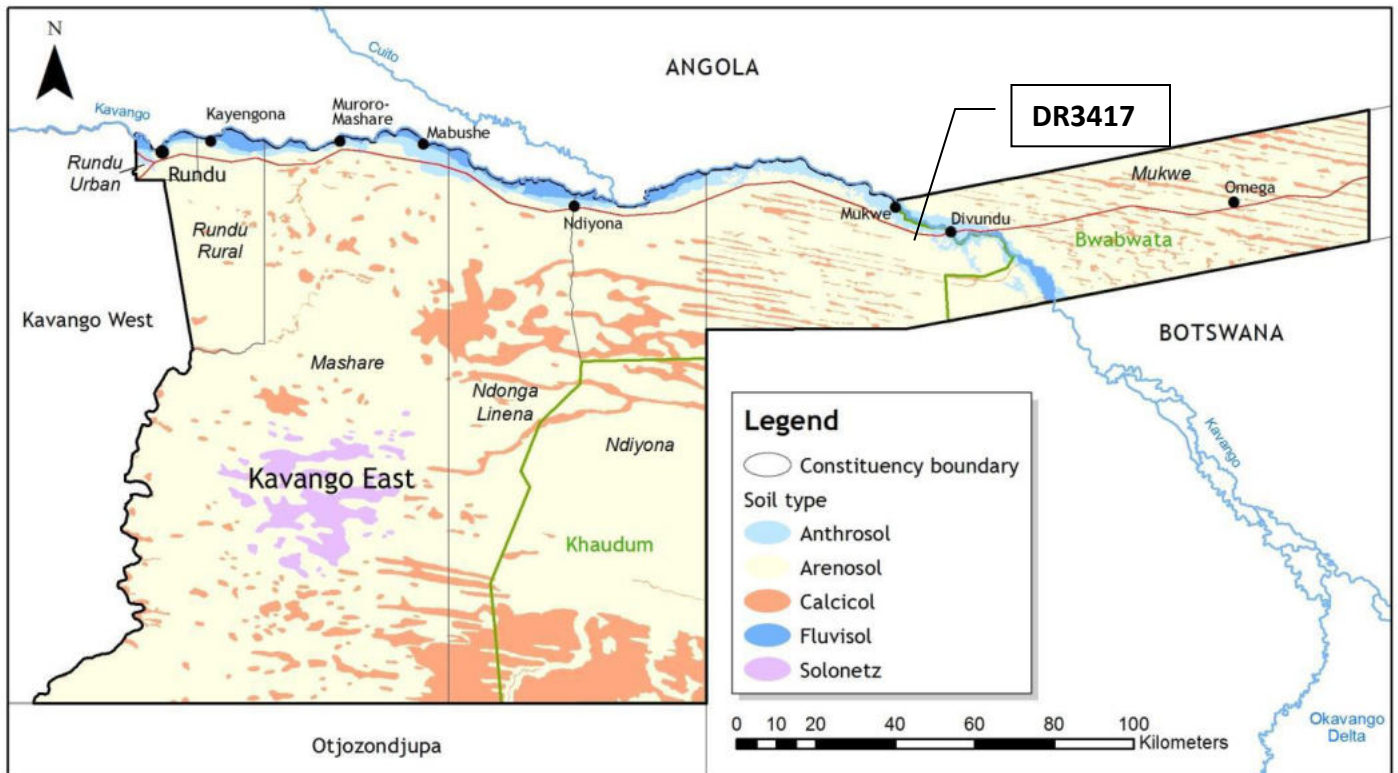 N
Cuito
ANGOLA
DR3417
Kavango
Kayengona
Muroro-
Mashare
Mabushe
Rundu
Urban
Rundu
Mukwe
Omega
Ndiyona
Mukwe
Divundu
Bwabwata
Rundu
Rural
Kavango West
BOTSWANA
Mashare
Ndonga
Linena
Ndiyona
Kavango East
Khaudum
Kavango
Legend
Constituency boundary
Soil type
Anthrosol
Arenosol
Calcicol
Fluvisol
Solonetz
0 10 20 40 60 80 100
Kilometers
Otjozondjupa
Okavango
Delta